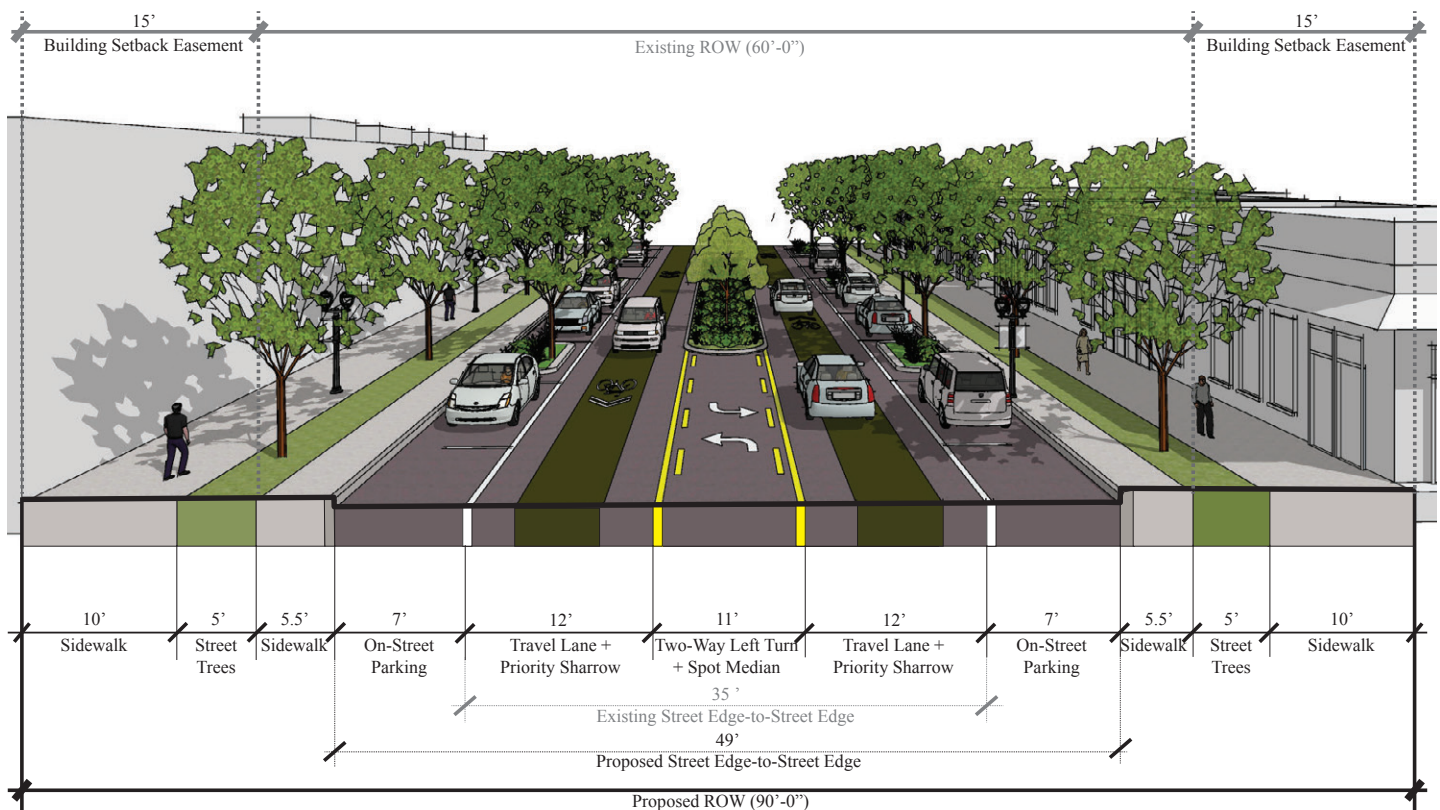 15’
Building Setback Easement
Existing ROW (60’-0”)
15’
Building Setback Easement
10’
Sidewalk
5’
Street
Trees
5.5’
Sidewalk
7’
On-Street
Parking
12’
Travel Lane +
Priority Sharrow
11’
Two-Way Left Turn
+ Spot Median
12’
Travel Lane +
Priority Sharrow
7’
On-Street
Parking
5.5’
Sidewalk
5’
Street
Trees
10’
Sidewalk
35 ’
Existing Street Edge-to-Street Edge
49’
Proposed Street Edge-to-Street Edge
Proposed ROW (90’-0”)